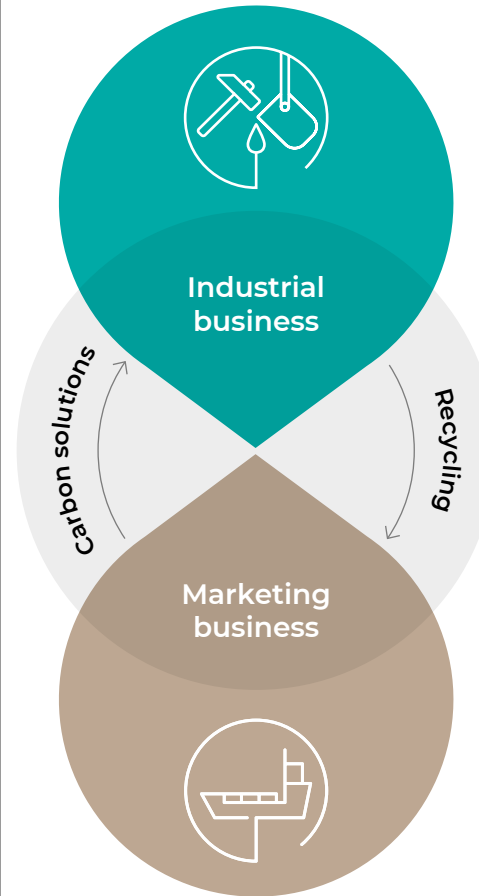 Industrial
business
Carbon solutions
Recycling
Marketing
business